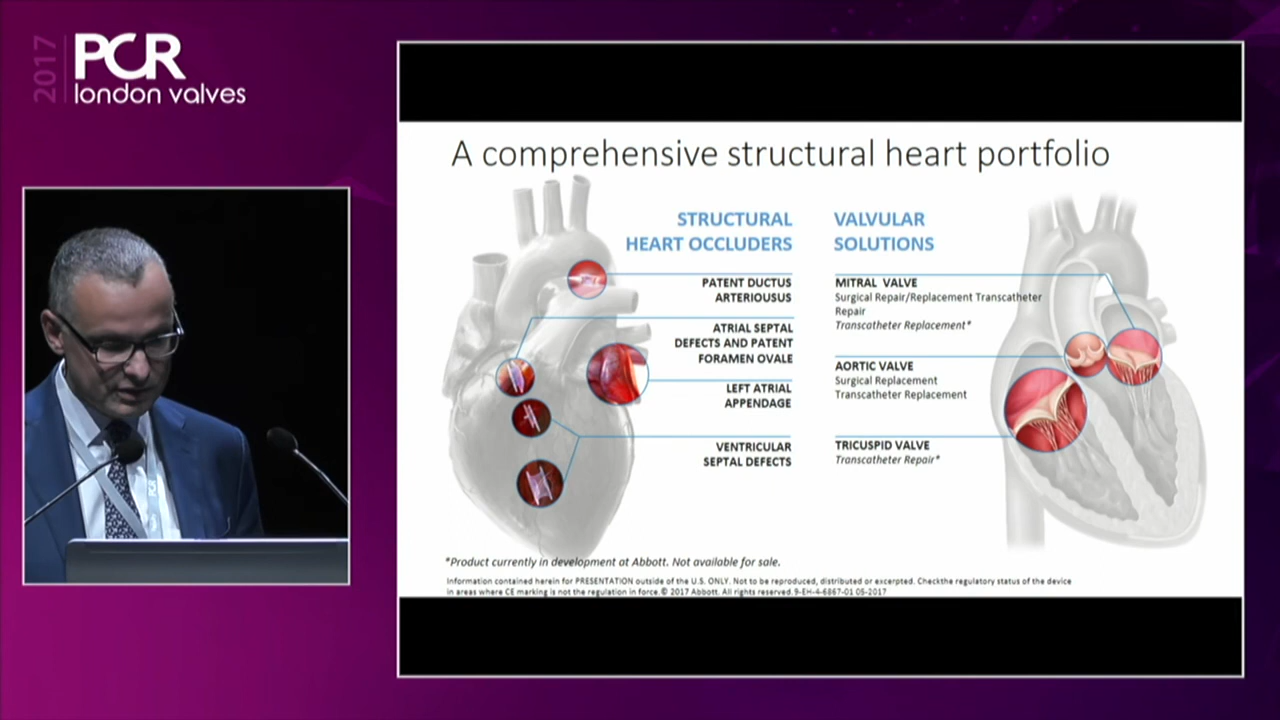 2017
PCR
london valves
A comprehensive structural heart portfolio
STRUCTURAL
HEART OCCLUDERS
PATENT DUCTUS
ARTERIOUSUS
ATRIAL SEPTAL
DEFECTS AND PATENT
FORAMEN OVALE
LEFT ATRIAL
APPENDAGE
VENTRICULAR
SEPTAL DEFECTS
VALVULAR
SOLUTIONS
MITRAL VALVE
Surgical Repair/Replacement Transcatheter
Repair
Transcatheter Replacement*
AORTIC VALVE
Surgical Replacement
Transcatheter Replacement
TRICUSPID VALVE
Transcatheter Repair*
*Product currently in development at Abbott. Not available for sale.
Information contained herein for PRESENTATION outside of the U.S. ONLY. Not to be reproduced, distributed or excerpted. Checkthe regulatory status of the device
in areas where CE marking is not the regulation in force.© 2017 Abbott. All rights reserved. 9-EH-4-6867-01 05-2017